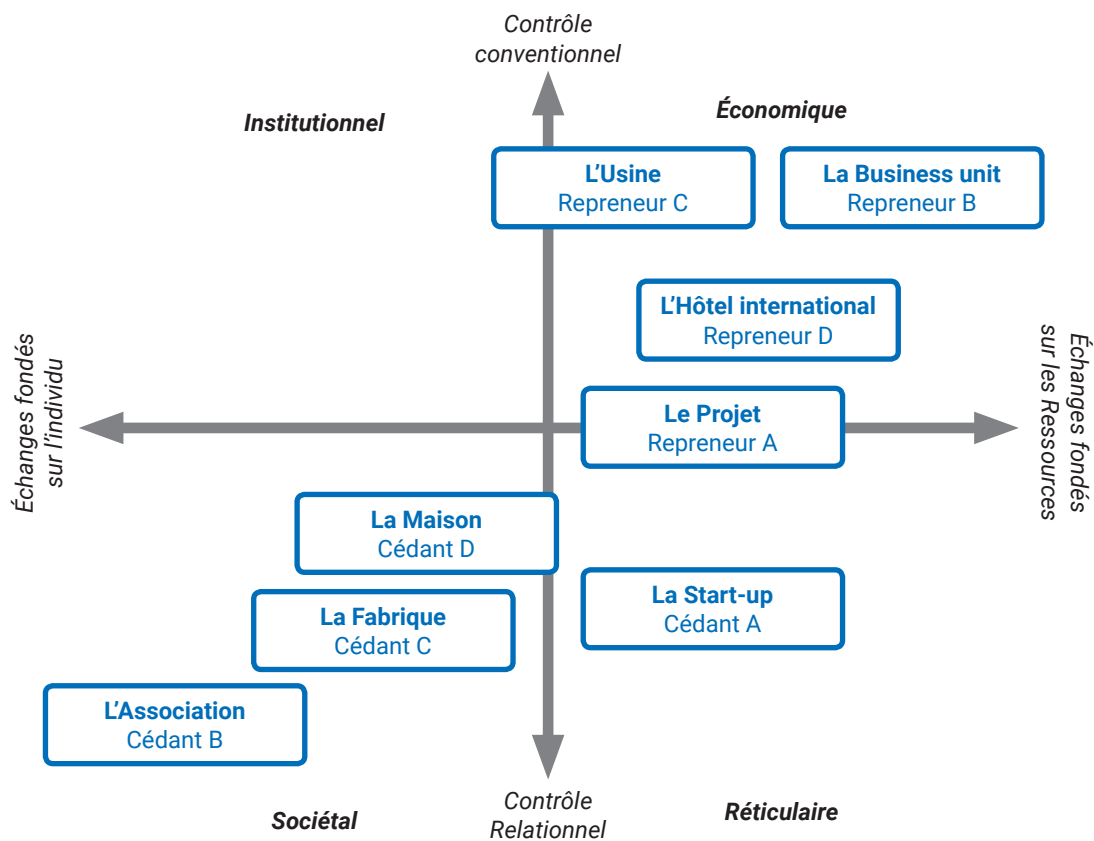 Contrôle
conventionnel
Institutionnel
Économique
L’Usine
Repreneur C
La Business unit
Repreneur B
L’Hôtel international
Repreneur D
Échanges fondés
sur l’individu
Échanges fondés
sur les Ressources
Le Projet
Repreneur A
La Maison
Cédant D
La Start-up
Cédant A
La Fabrique
Cédant C
L’Association
Cédant B
Sociétal
Contrôle
Relationnel
Réticulaire